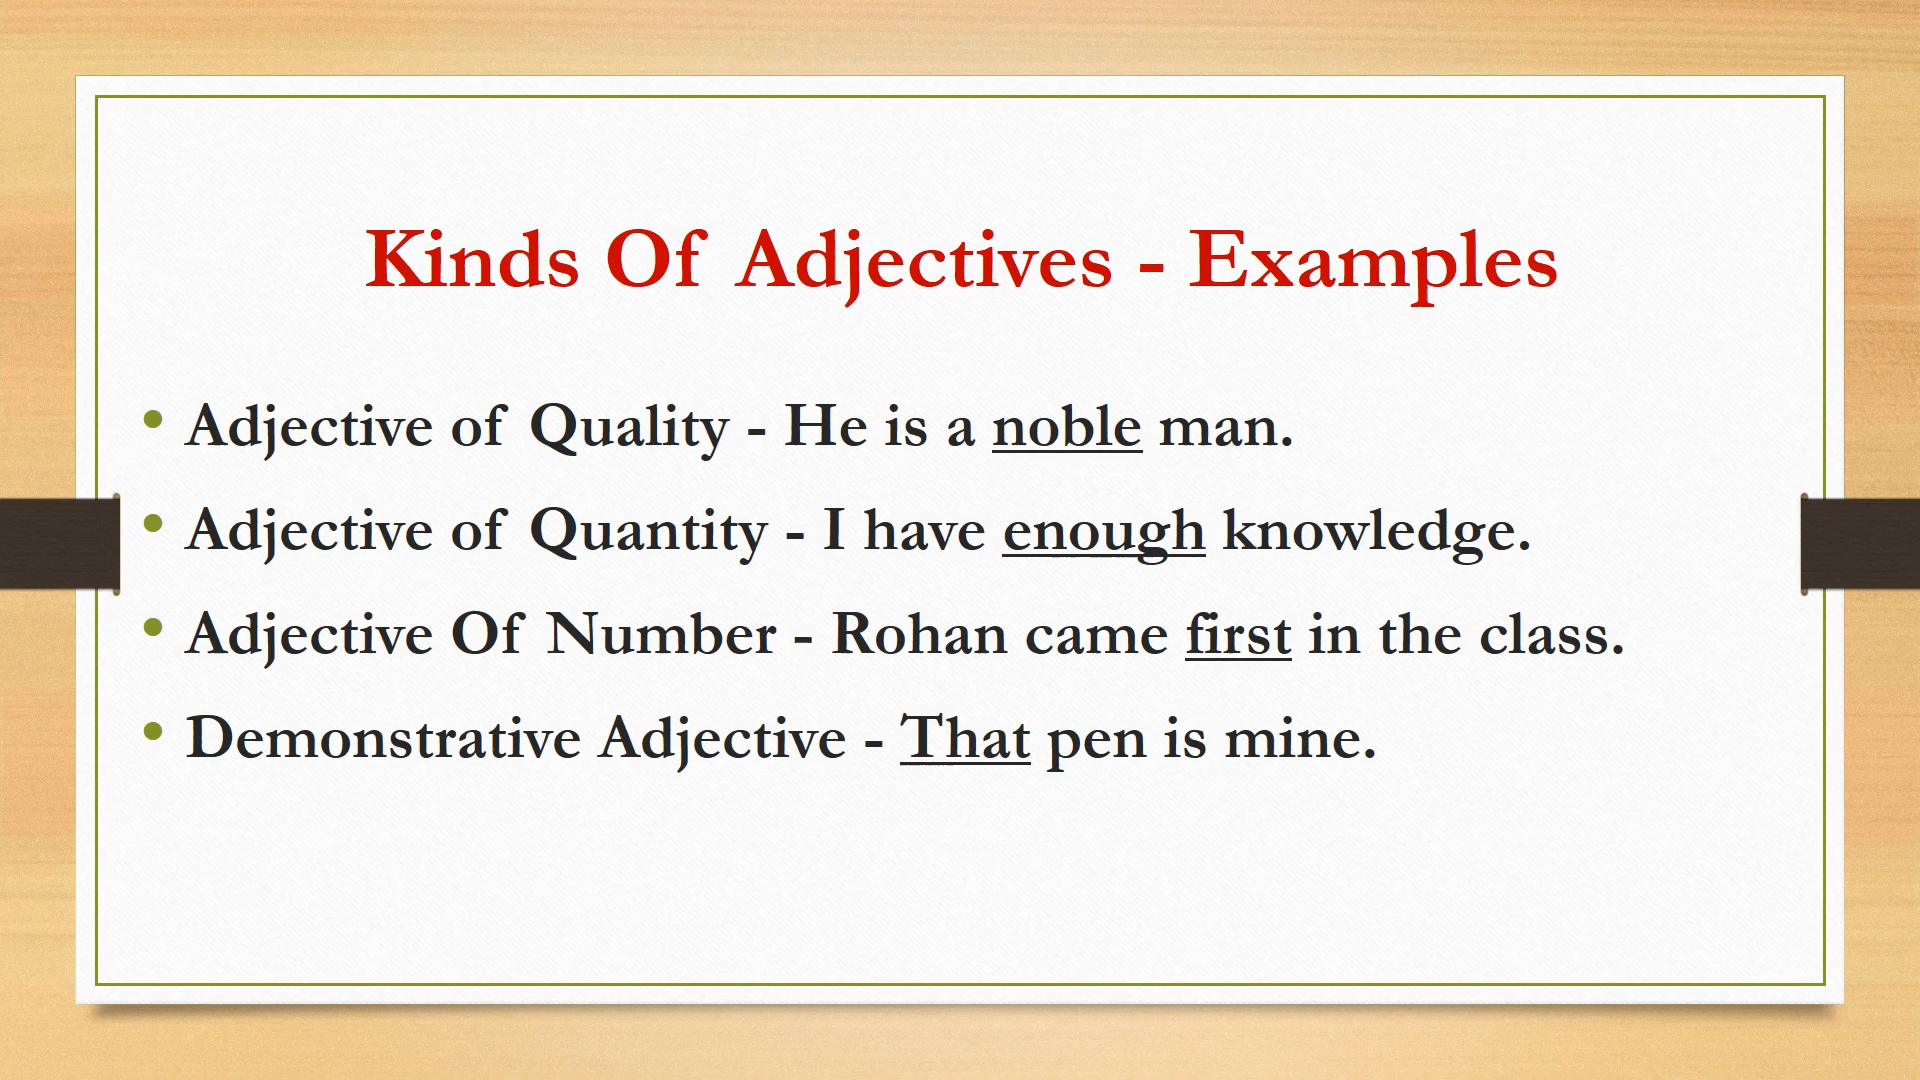 Kinds Of Adjectives - Examples
• Adjective of Quality - He is a noble man.
• Adjective of Quantity - I have enough knowledge.
• Adjective Of Number - Rohan came first in the class.
• Demonstrative Adjective - That pen is mine.